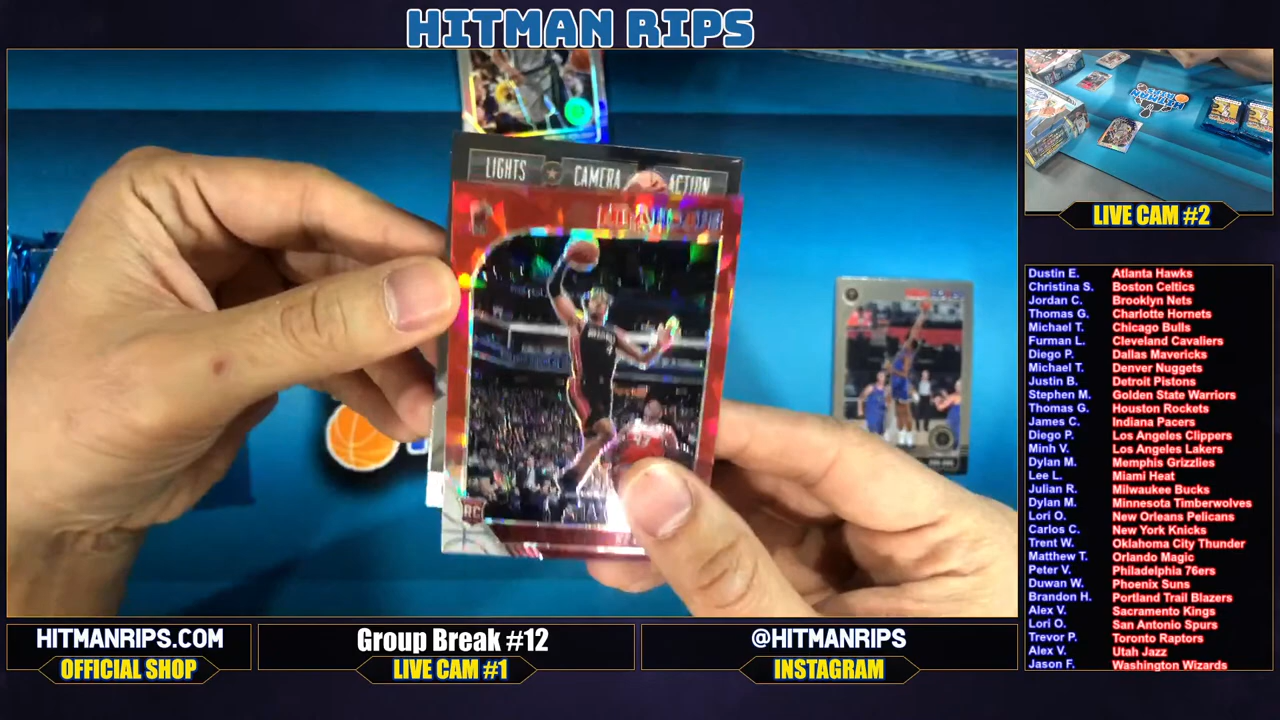 HITMAN RIPS
LIGHTS CAMERA ACTION
MIAMI
RC
LIVE CAM #2
Dustin E. Atlanta Hawks
Christina S. Boston Celtics
Jordan C. Brooklyn Nets
Thomas G. Charlotte Hornets
Michael T. Chicago Bulls
Furman L. Cleveland Cavaliers
Diego P. Dallas Mavericks
Michael T. Denver Nuggets
Justin B. Detroit Pistons
Stephen M. Golden State Warriors
Thomas G. Houston Rockets
James C. Indiana Pacers
Diego P. Los Angeles Clippers
Minh V. Los Angeles Lakers
Dylan M. Memphis Grizzlies
Lee L. Miami Heat
Julian R. Milwaukee Bucks
Dylan M. Minnesota Timberwolves
Lori O. New Orleans Pelicans
Carlos C. New York Knicks
Trent W. Oklahoma City Thunder
Matthew T. Orlando Magic
Peter V. Philadelphia 76ers
Duwan W. Phoenix Suns
Brandon H. Portland Trail Blazers
Alex V. Sacramento Kings
Lori O. San Antonio Spurs
Trevor P. Toronto Raptors
Alex V. Utah Jazz
Jason F. Washington Wizards
HITMANRIPS.COM
OFFICIAL SHOP
Group Break #12
LIVE CAM #1
@HITMANRIPS
INSTAGRAM